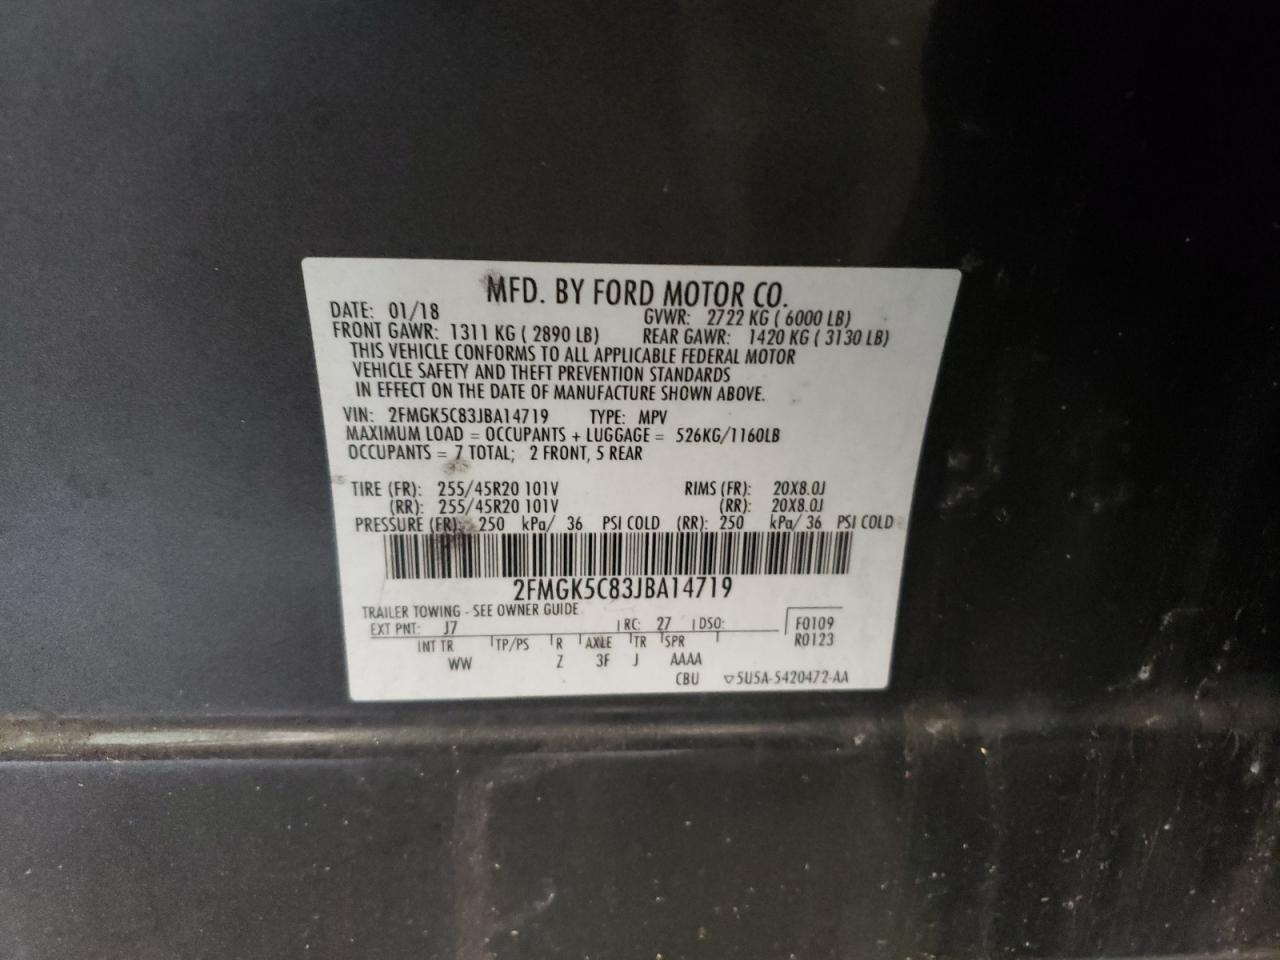 MFD. BY FORD MOTOR CO.
DATE: 01/18 GVWR: 2722 KG ( 6000 LB)
FRONT GAWR: 1311 KG ( 2890 LB) REAR GAWR: 1420 KG ( 3130 LB)
THIS VEHICLE CONFORMS TO ALL APPLICABLE FEDERAL MOTOR
VEHICLE SAFETY AND THEFT PREVENTION STANDARDS
IN EFFECT ON THE DATE OF MANUFACTURE SHOWN ABOVE.
VIN: 2FMGK5C83JBA14719 TYPE: MPV
MAXIMUM LOAD = OCCUPANTS + LUGGAGE = 526KG/1160LB
OCCUPANTS = 7 TOTAL; 2 FRONT, 5 REAR
TIRE (FR): 255/45R20 101V RIMS (FR): 20X8.0J
(RR): 255/45R20 101V (RR): 20X8.0J
PRESSURE (FR): 250 kPa/ 36 PSI COLD (RR): 250 kPa/ 36 PSI COLD
2FMGK5C83JBA14719
TRAILER TOWING - SEE OWNER GUIDE
EXT PNT: J7 RC: 27 DSO: F0109
INT TR TP/PS R AXLE TR SPR R0123
WW Z 3F J AAAA
CBU ▽5U5A-5420472-AA